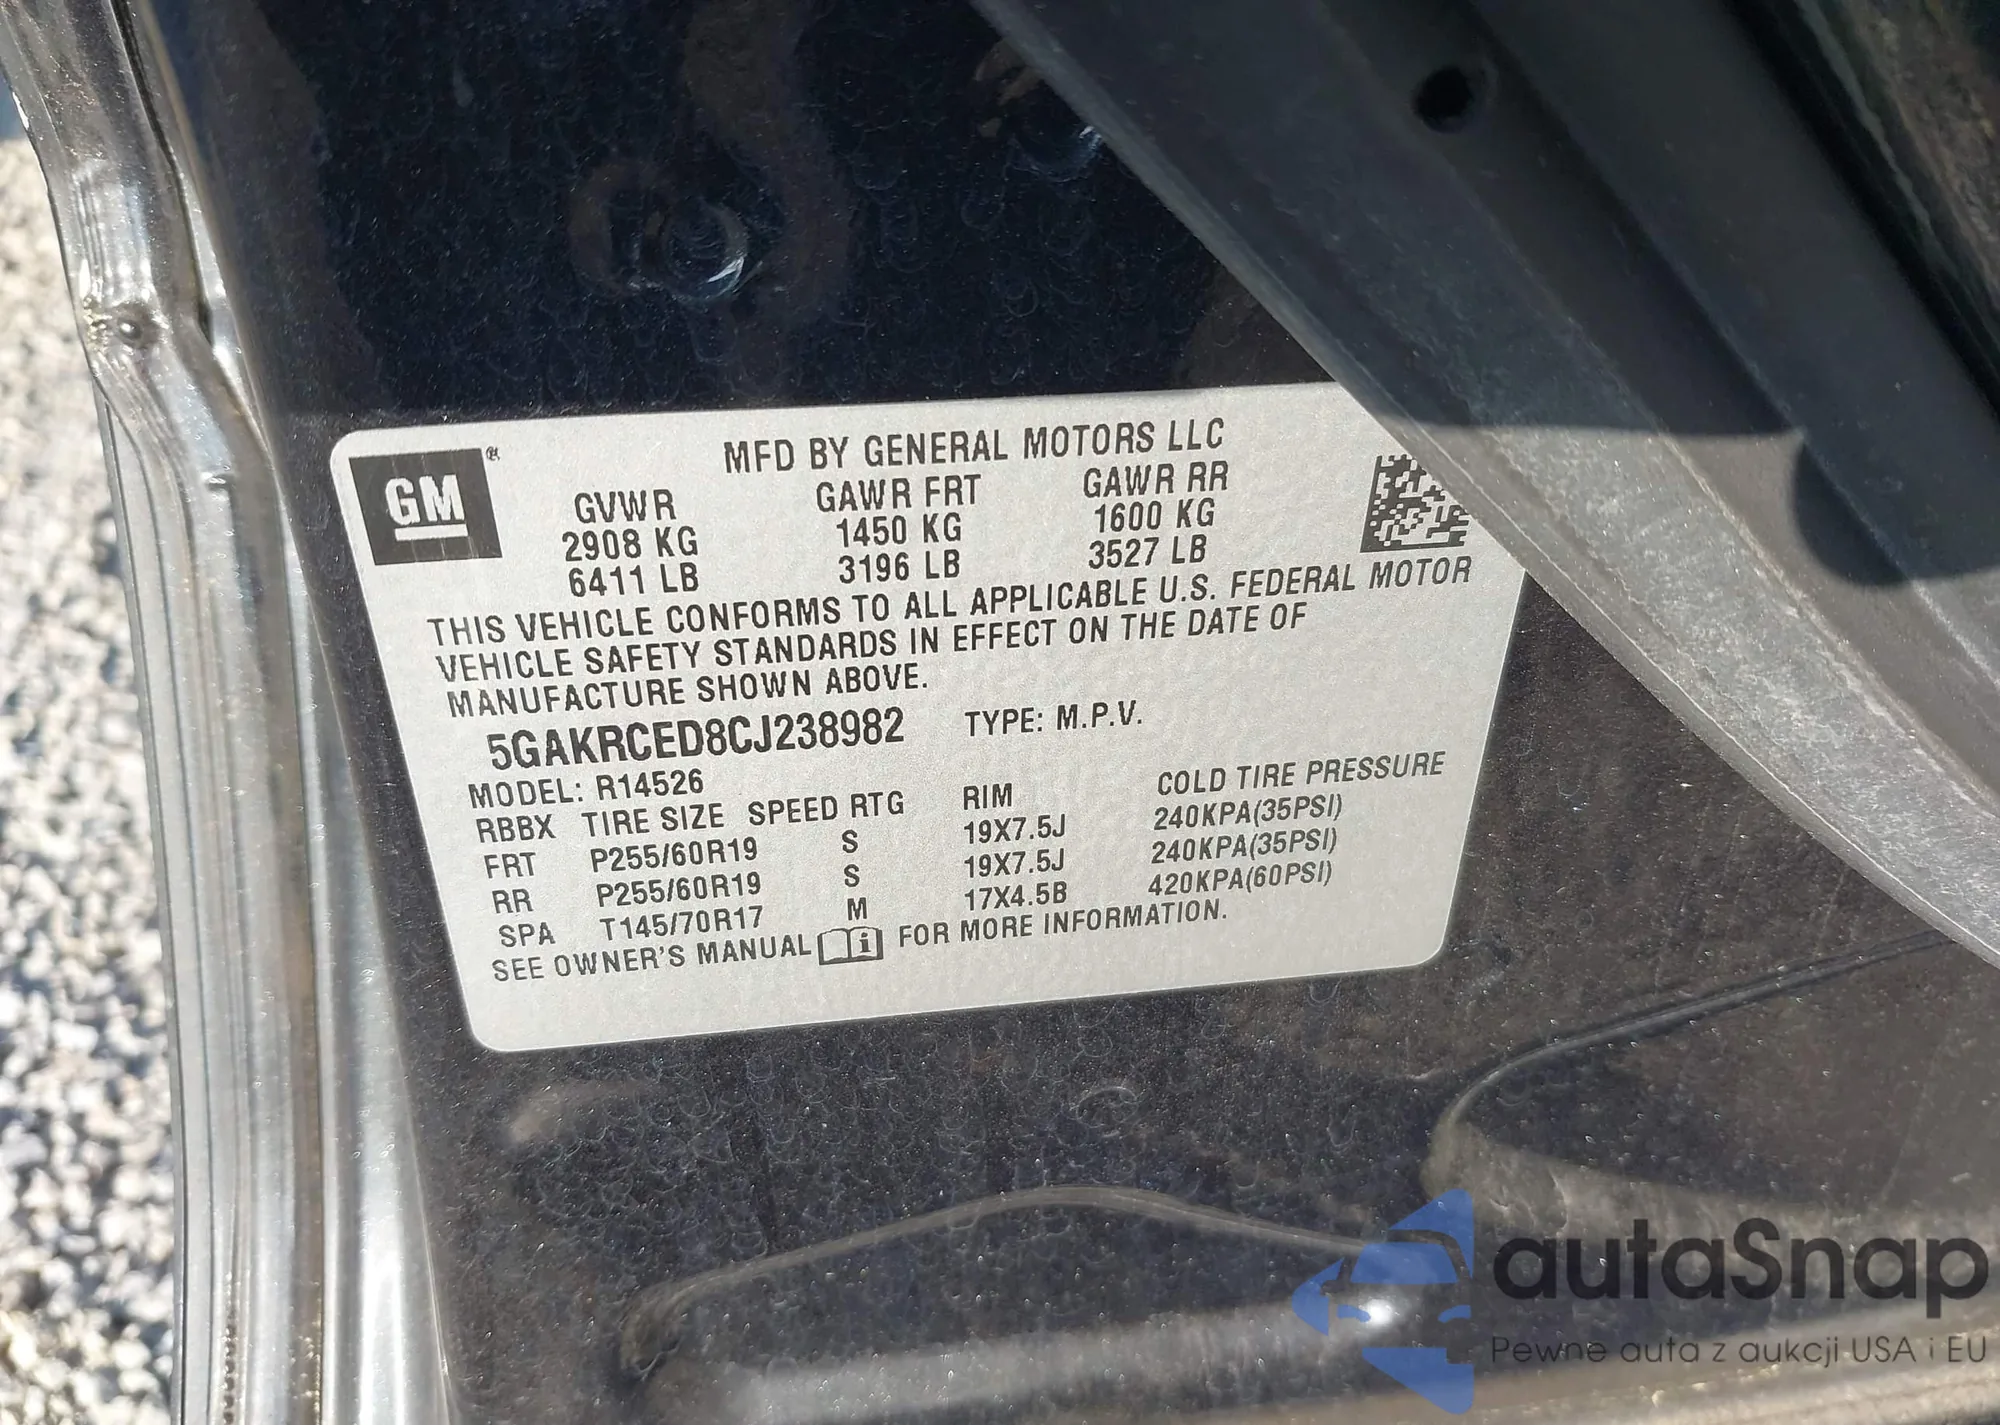 GM
MFD BY GENERAL MOTORS LLC
GVWR GAWR FRT GAWR RR
2908 KG 1450 KG 1600 KG
6411 LB 3196 LB 3527 LB
THIS VEHICLE CONFORMS TO ALL APPLICABLE U.S. FEDERAL MOTOR
VEHICLE SAFETY STANDARDS IN EFFECT ON THE DATE OF
MANUFACTURE SHOWN ABOVE.
5GAKRCED8CJ238982 TYPE: M.P.V.
MODEL: R14526
RBBX TIRE SIZE SPEED RTG RIM COLD TIRE PRESSURE
FRT P255/60R19 S 19X7.5J 240KPA(35PSI)
RR P255/60R19 S 19X7.5J 240KPA(35PSI)
SPA T145/70R17 M 17X4.5B 420KPA(60PSI)
SEE OWNER'S MANUAL i FOR MORE INFORMATION.
autaSnap
Pewne auta z aukcji USA i EU